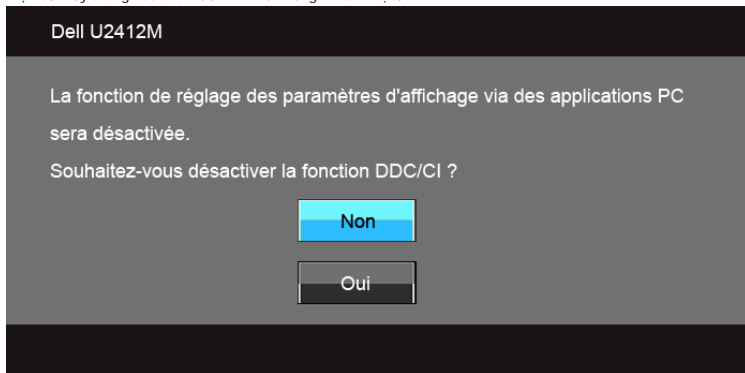 Dell U2412M
La fonction de réglage des paramètres d'affichage via des applications PC
sera désactivée.
Souhaitez-vous désactiver la fonction DDC/CI ?
Non
Oui